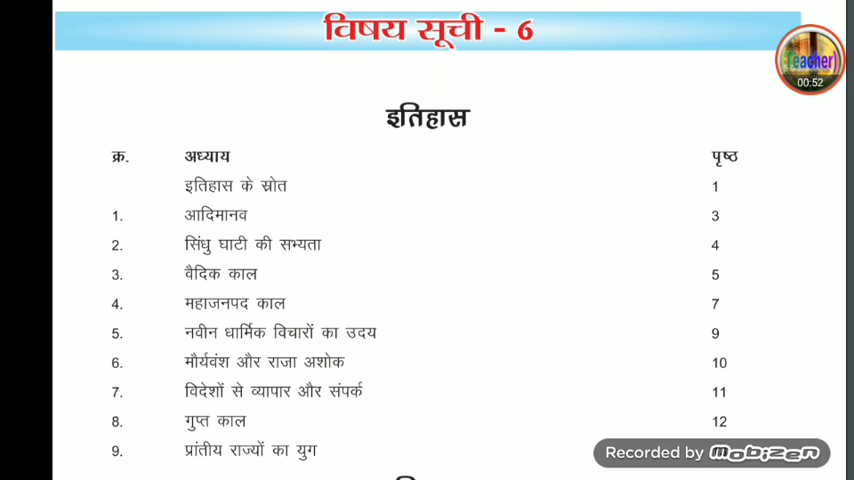 विषय सूची - 6
Teacher
00:52
इतिहास
क्र. अध्याय पृष्ठ
इतिहास के स्रोत 1
1. आदिमानव 3
2. सिंधु घाटी की सभ्यता 4
3. वैदिक काल 5
4. महाजनपद काल 7
5. नवीन धार्मिक विचारों का उदय 9
6. मौर्यवंश और राजा अशोक 10
7. विदेशों से व्यापार और संपर्क 11
8. गुप्त काल 12
9. प्रांतीय राज्यों का युग
Recorded by mobizen